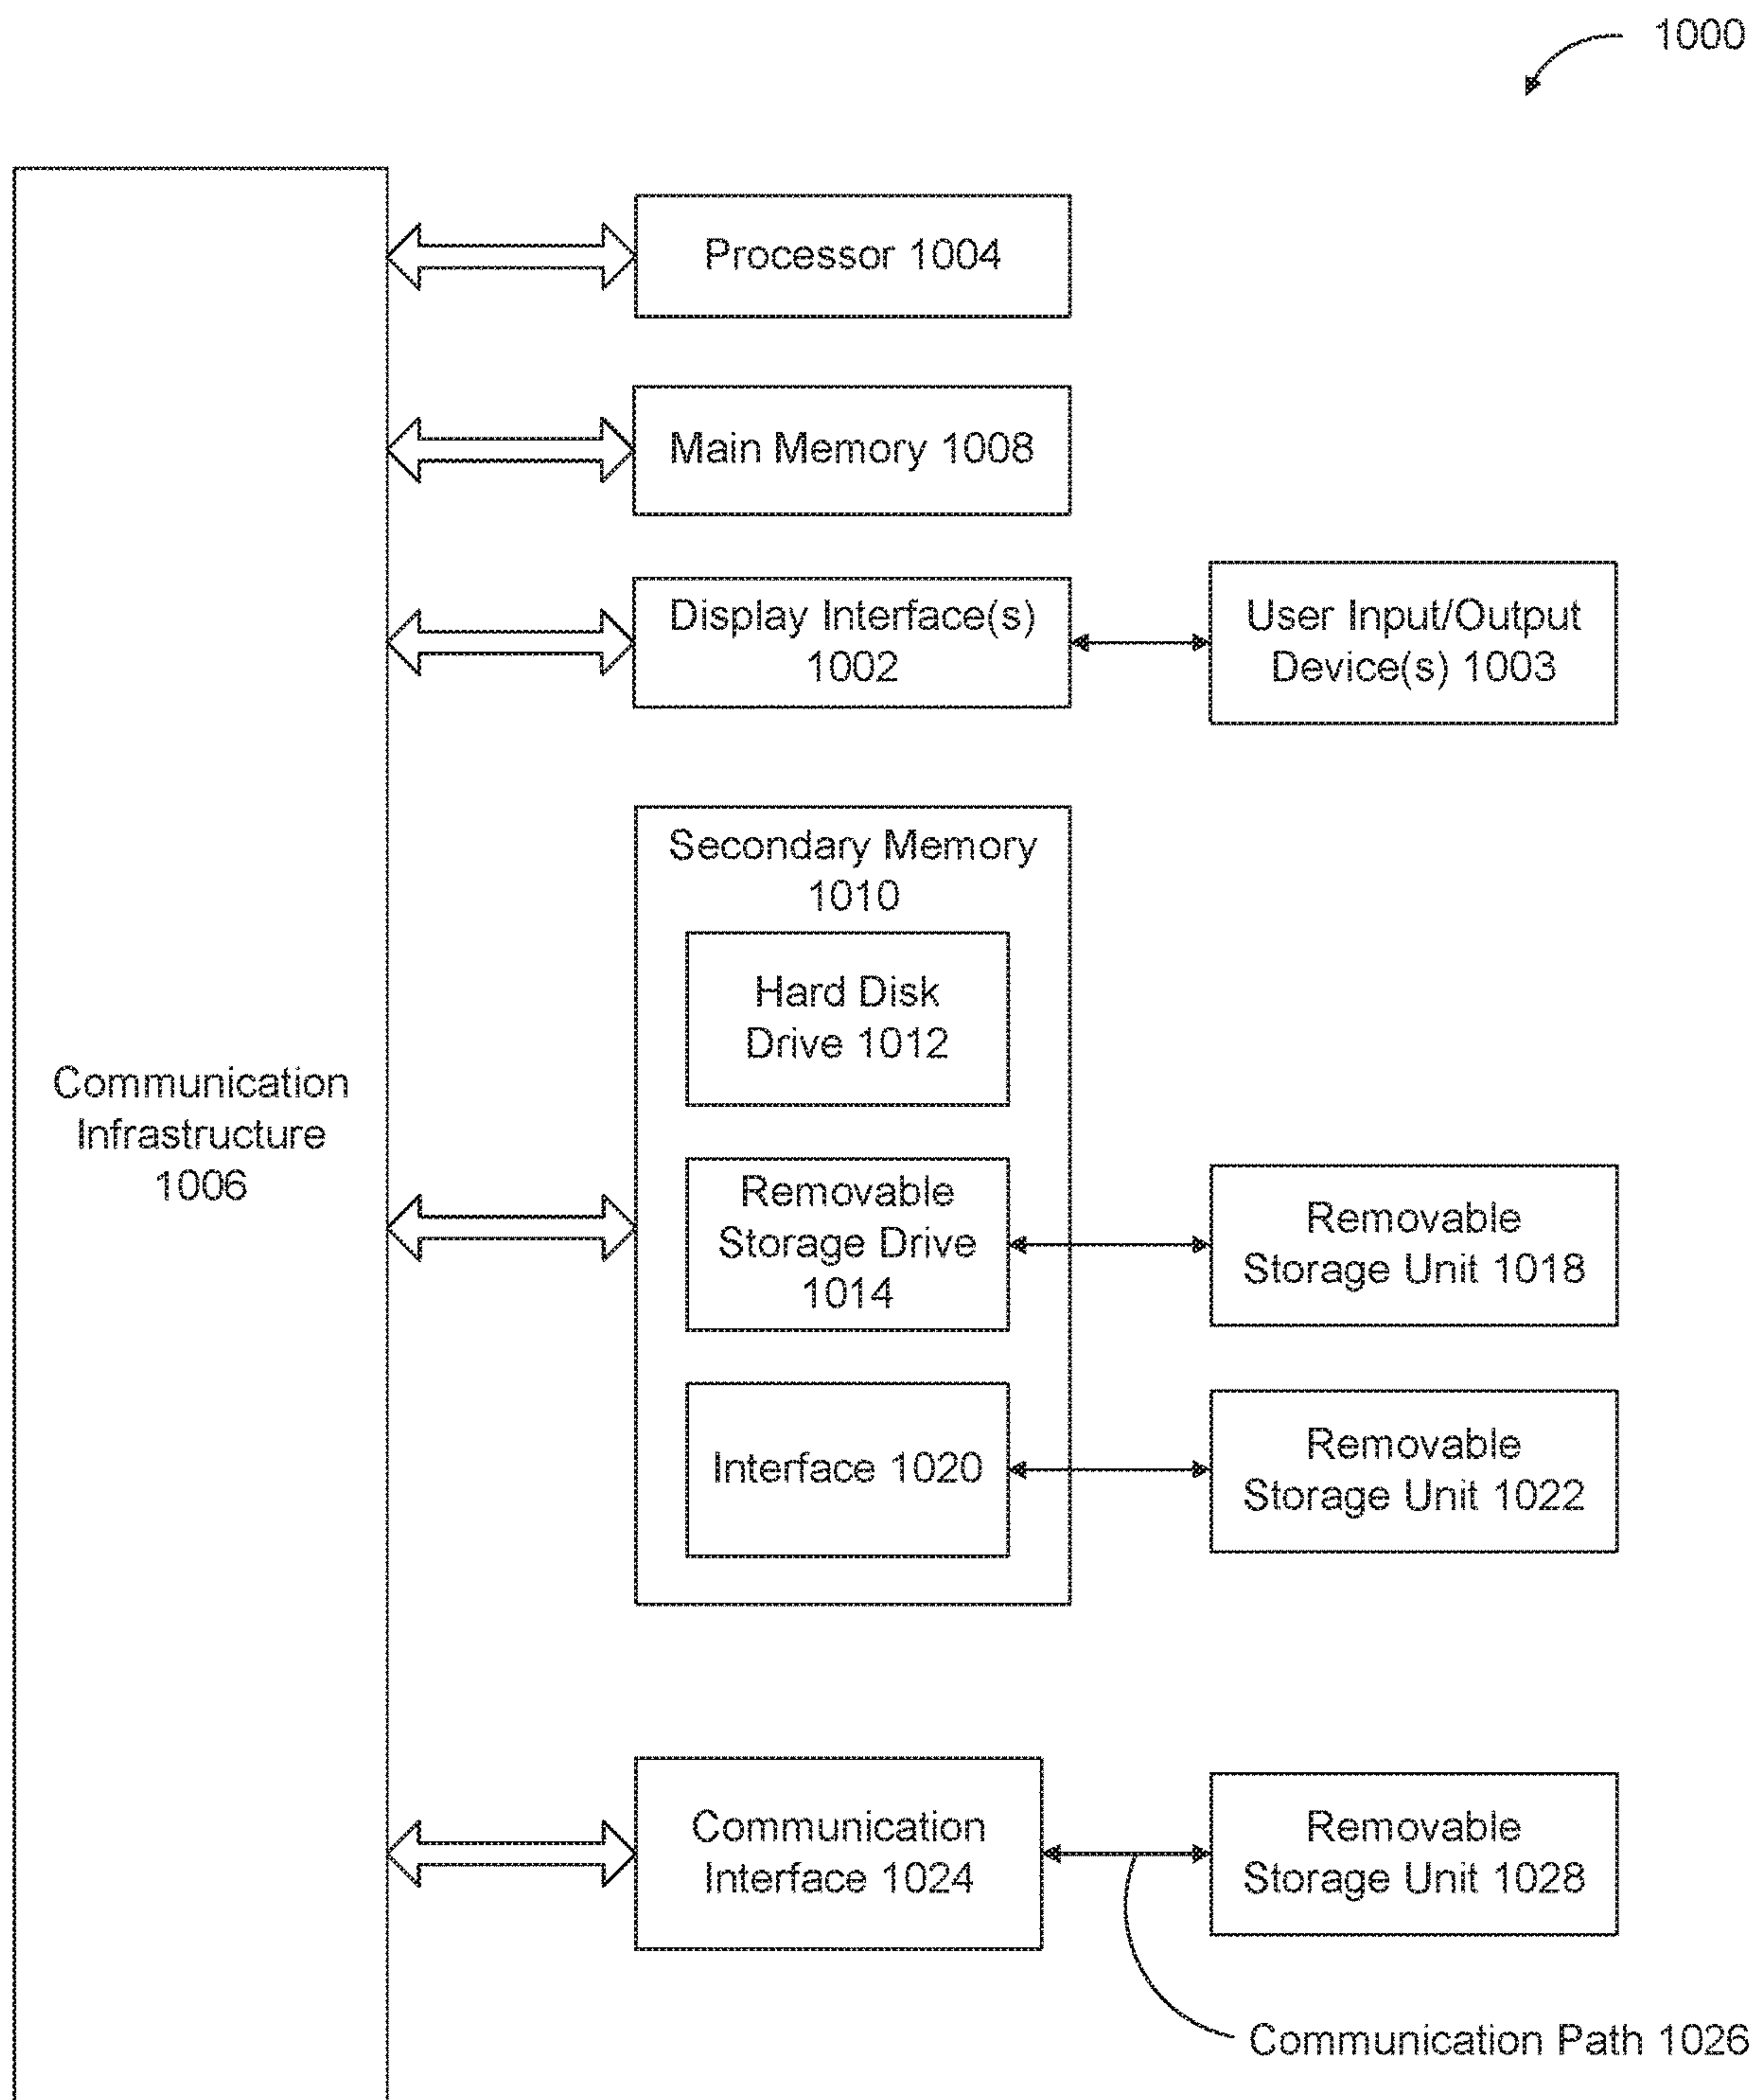 1000
Processor 1004
Main Memory 1008
Display Interface(s)
1002
User Input/Output
Device(s) 1003
Secondary Memory
1010
Hard Disk
Drive 1012
Communication
Infrastructure
1006
Removable
Storage Drive
1014
Removable
Storage Unit 1018
Interface 1020
Removable
Storage Unit 1022
Communication
Interface 1024
Removable
Storage Unit 1028
Communication Path 1026